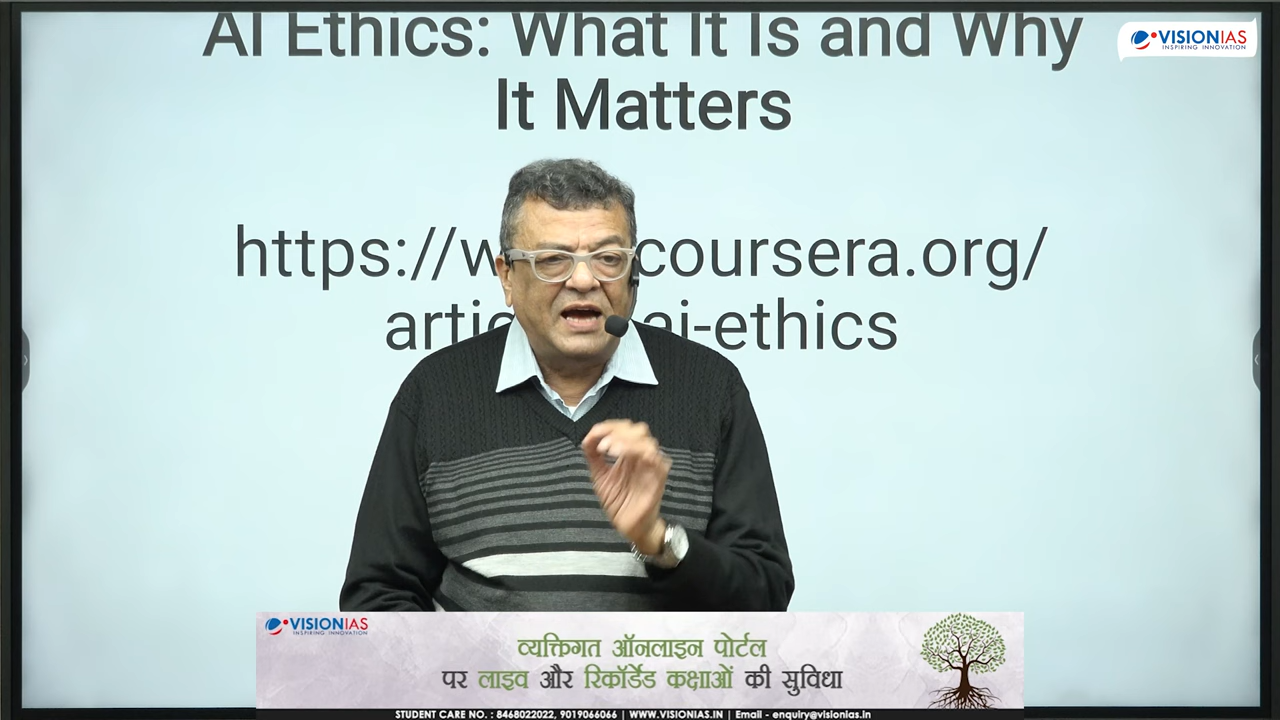 AI Ethics: What It Is and Why
It Matters
VISIONIAS
INSPIRING INNOVATION
https://w coursera.org/
artic ai-ethics
VISIONIAS
INSPIRING INNOVATION
व्यक्तिगत ऑनलाइन पोर्टल
पर लाइव और रिकॉर्डेड कक्षाओं की सुविधा
STUDENT CARE NO. : 8468022022, 9019066066 | WWW.VISIONIAS.IN | Email - enquiry@visionias.in